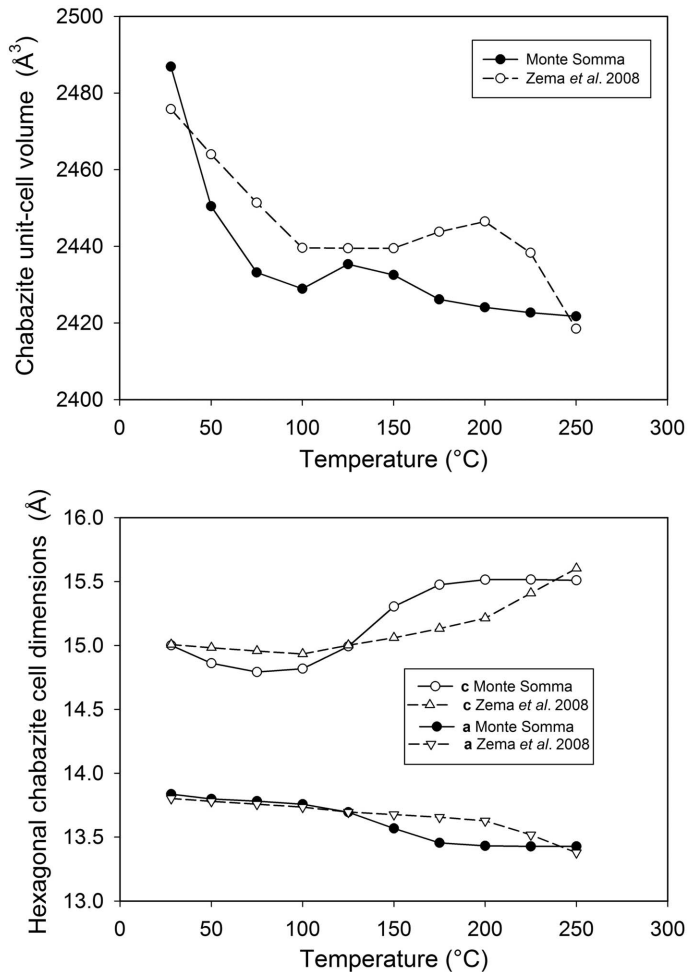 Chabazite unit-cell volume (Å³)
2500
2480
2460
2440
2420
2400
Monte Somma
Zema et al. 2008
0 50 100 150 200 250 300
Temperature (°C)
Hexagonal chabazite cell dimensions (Å)
16.0
15.5
15.0
14.5
14.0
13.5
13.0
c Monte Somma
c Zema et al. 2008
a Monte Somma
a Zema et al. 2008
0 50 100 150 200 250 300
Temperature (°C)